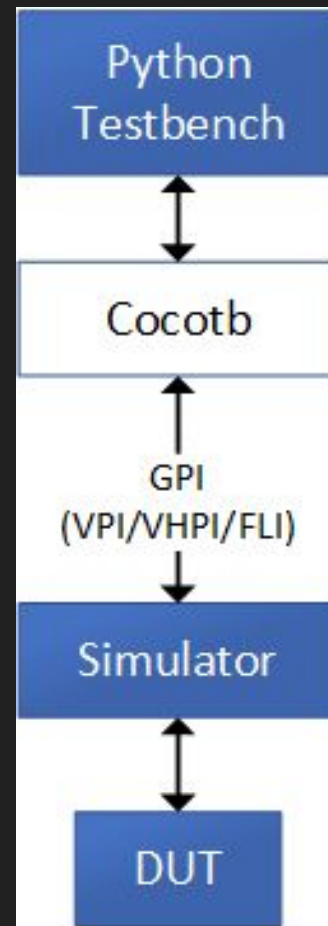 Python
Testbench
Cocotb
GPI
(VPI/VHPI/FLI)
Simulator
DUT